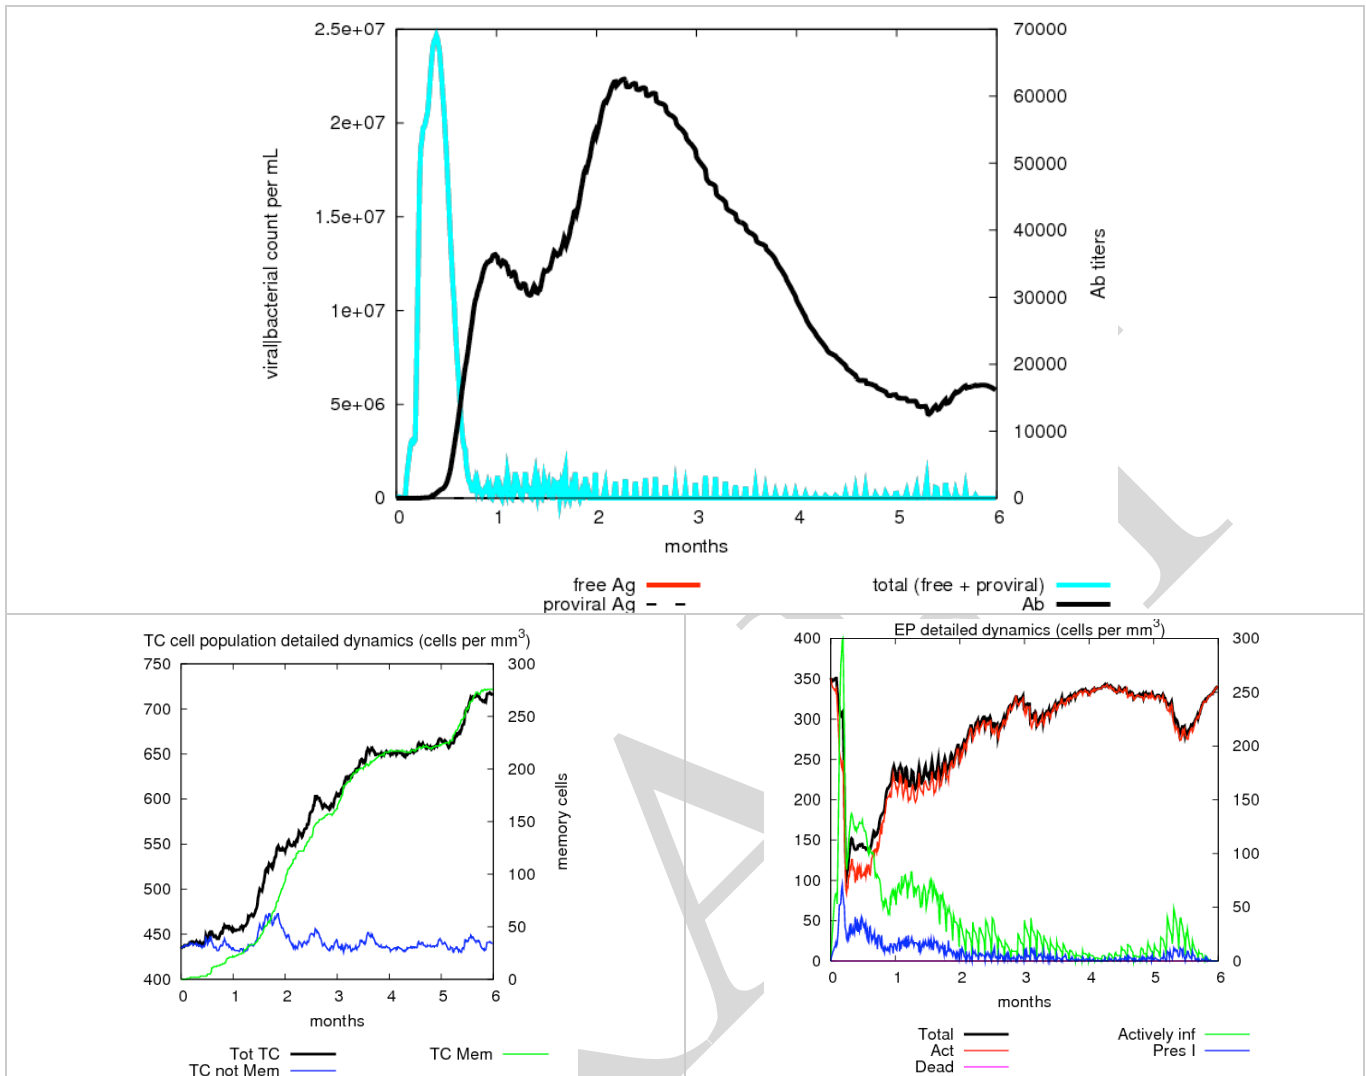 2.5e+07
2e+07
1.5e+07
1e+07
5e+06
0
70000
60000
50000
40000
30000
20000
10000
0
viral|bacterial count per mL
Ab titers
0 1 2 3 4 5 6
months
free Ag
total (free + proviral)
proviral Ag
Ab
TC cell population detailed dynamics (cells per mm³)
750
700
650
600
550
500
450
400
300
250
200
150
100
50
0
memory cells
0 1 2 3 4 5 6
months
Tot TC
TC Mem
TC not Mem
EP detailed dynamics (cells per mm³)
400
350
300
250
200
150
100
50
0
300
250
200
150
100
50
0
0 1 2 3 4 5 6
months
Total
Actively inf
Act
Pres I
Dead